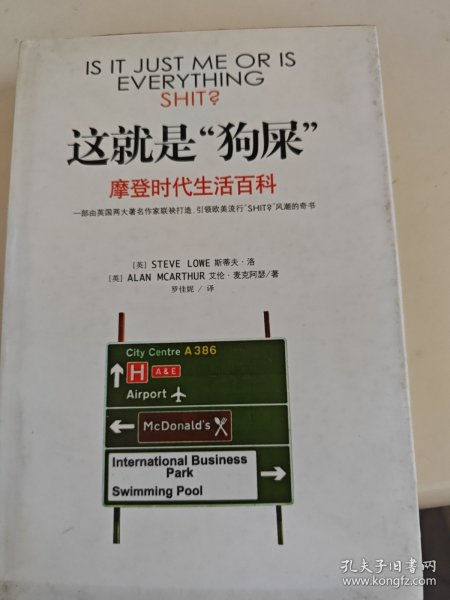 IS IT JUST ME OR IS
EVERYTHING
SHIT?
这就是“狗屎”
摩登时代生活百科
一部由英国两大著名作家联袂打造，引领欧美流行“SHIT?”风潮的奇书
［英］STEVE LOWE 斯蒂夫·洛
［英］ALAN MCARTHUR 艾伦·麦克阿瑟／著
罗佳妮 ／ 译
City Centre A386
H A&E
Airport
McDonald's
International Business
Park
Swimming Pool
孔夫子旧书网
www.kongfz.com